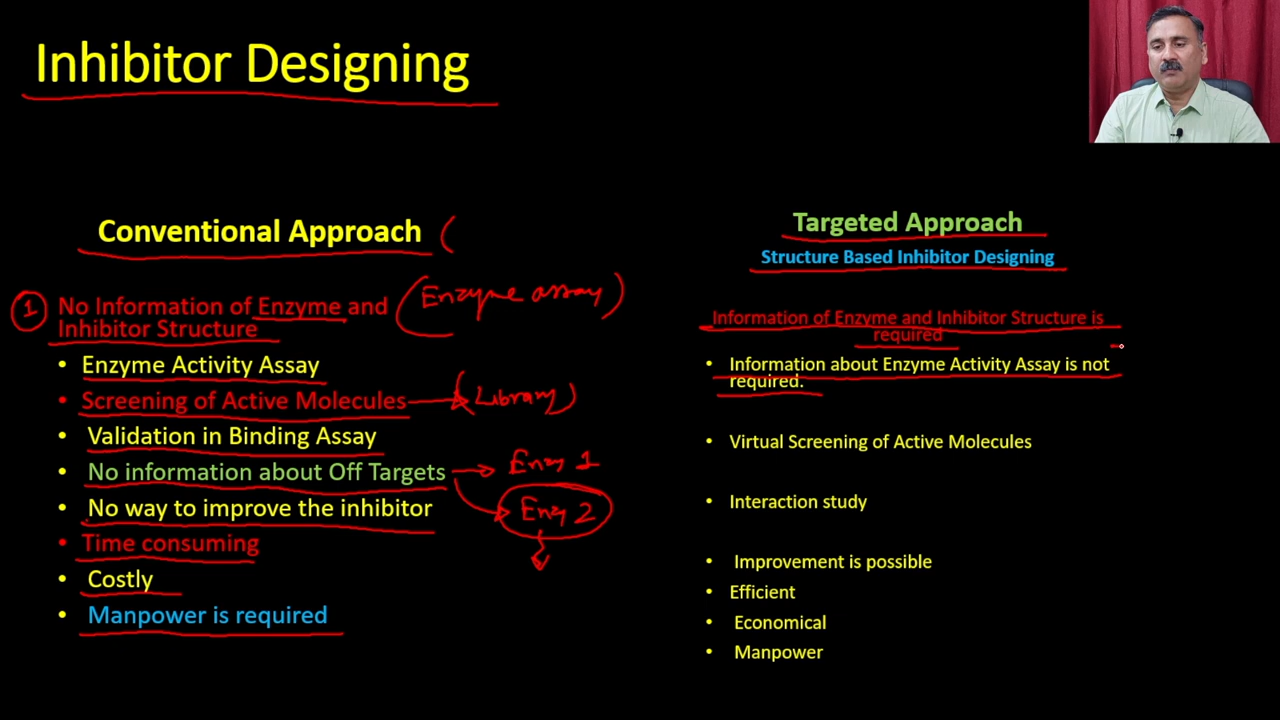 Inhibitor Designing
Conventional Approach (
① No Information of Enzyme and (Enzyme assay)
Inhibitor Structure
• Enzyme Activity Assay
• Screening of Active Molecules → (Library)
• Validation in Binding Assay
• No information about Off Targets → Enzy 1
• No way to improve the inhibitor → Enzy 2
• Time consuming
• Costly
• Manpower is required
Targeted Approach
Structure Based Inhibitor Designing
Information of Enzyme and Inhibitor Structure is
required
• Information about Enzyme Activity Assay is not
required.
• Virtual Screening of Active Molecules
• Interaction study
• Improvement is possible
• Efficient
• Economical
• Manpower